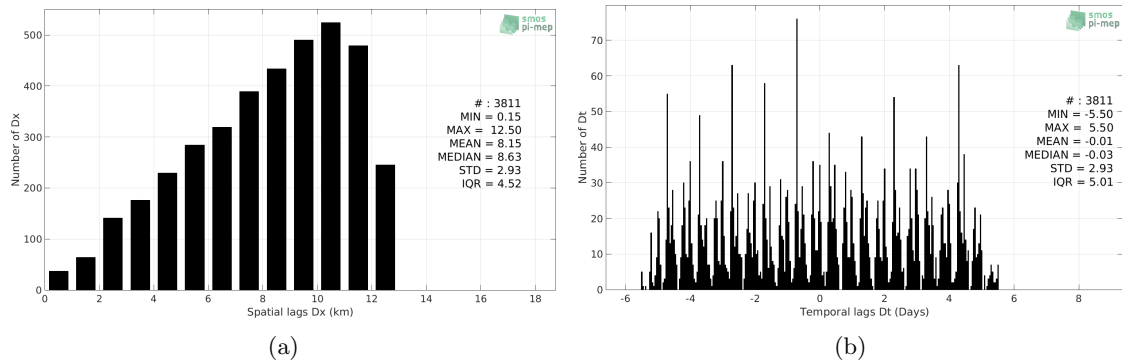 smos
pi-mep
500
400
300
200
100
0
Number of Dx
# : 3811
MIN = 0.15
MAX = 12.50
MEAN = 8.15
MEDIAN = 8.63
STD = 2.93
IQR = 4.52
0 2 4 6 8 10 12 14 16 18
Spatial lags Dx (km)
(a)
smos
pi-mep
70
60
50
40
30
20
10
0
Number of Dt
# : 3811
MIN = -5.50
MAX = 5.50
MEAN = -0.01
MEDIAN = -0.03
STD = 2.93
IQR = 5.01
-6 -4 -2 0 2 4 6 8
Temporal lags Dt (Days)
(b)